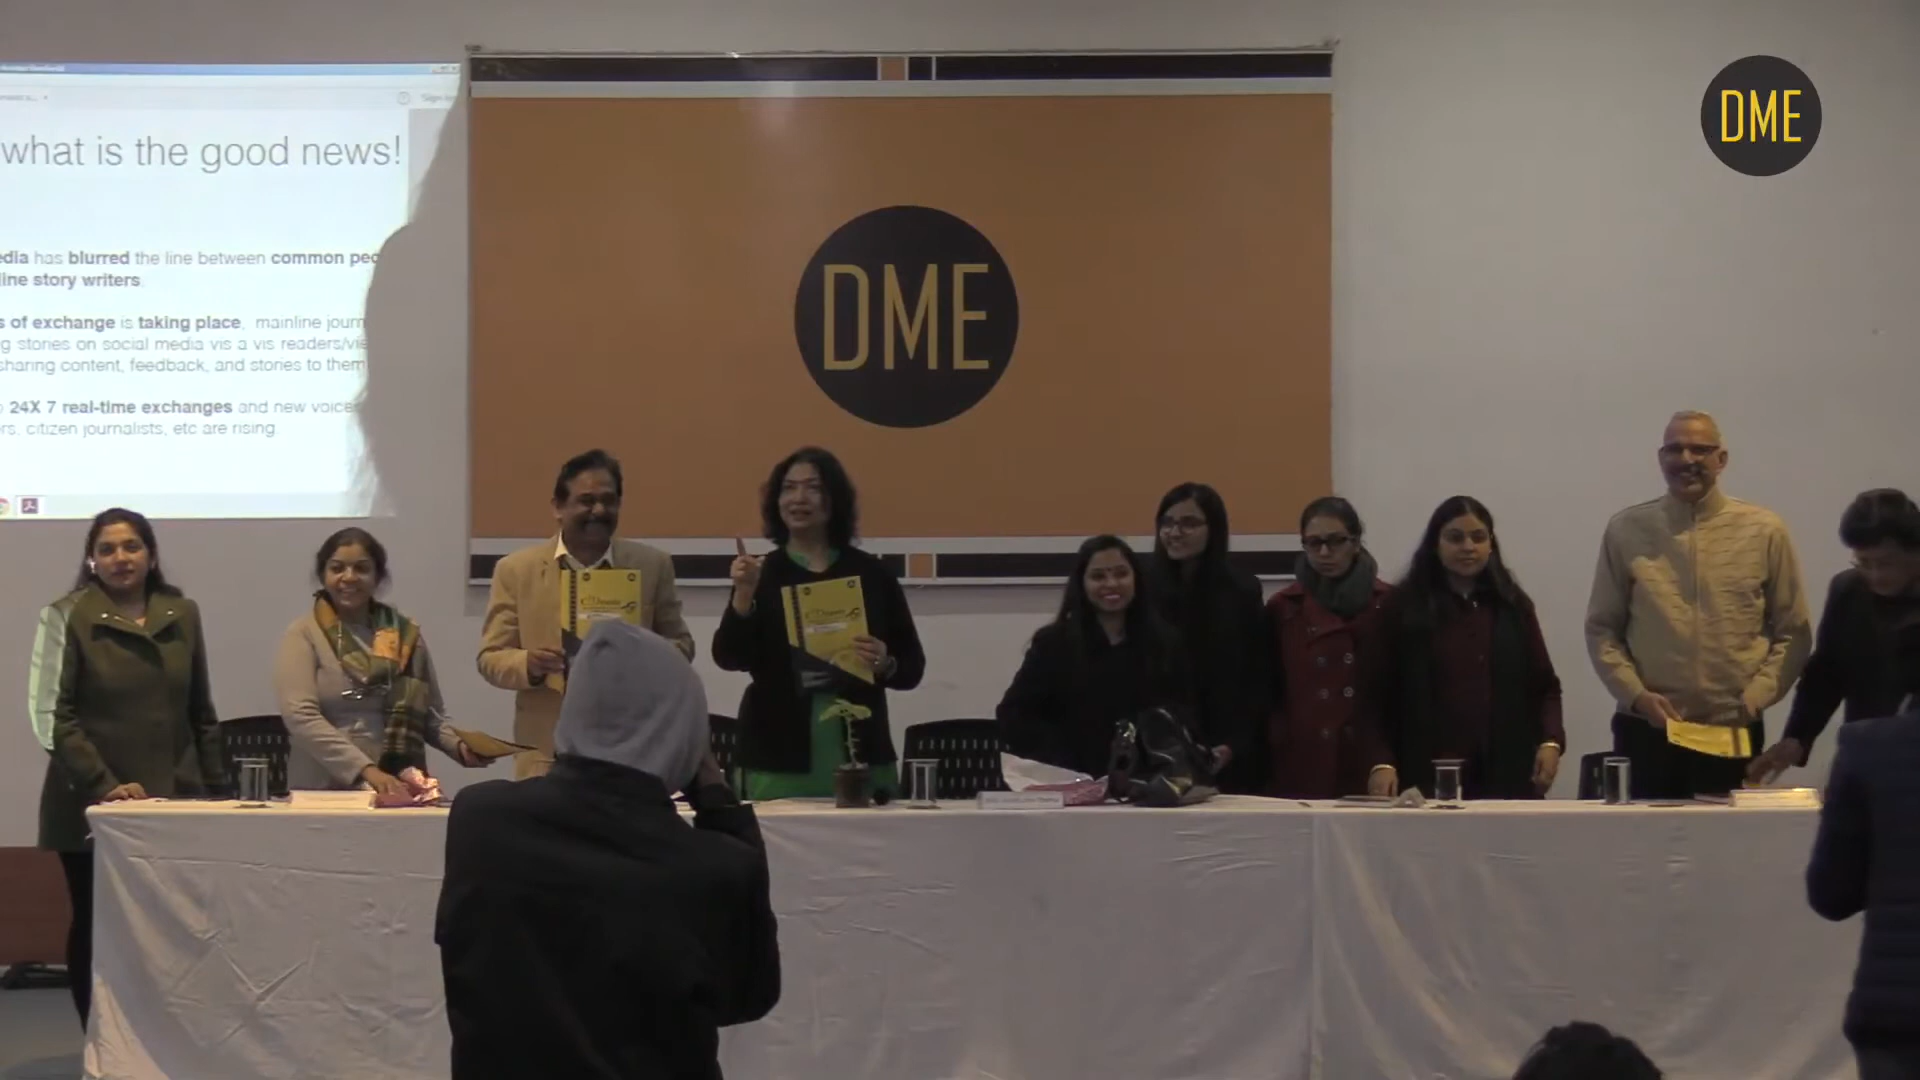 what is the good news!
edia has blurred the line between common peo
line story writers.
s of exchange is taking place, mainline journ
g stories on social media vis a vis readers/vie
sharing content, feedback, and stories to them
24X 7 real-time exchanges and new voice
rs, citizen journalists, etc are rising
DME
DME